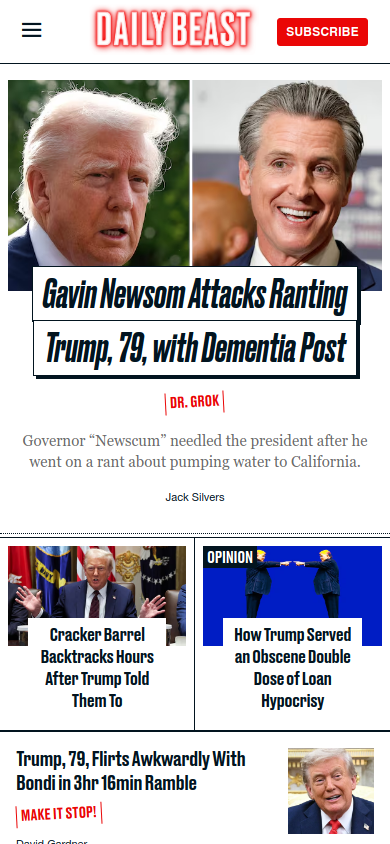 DAILY BEAST
SUBSCRIBE
Gavin Newsom Attacks Ranting
Trump, 79, with Dementia Post
DR. GROK
Governor “Newscum” needled the president after he
went on a rant about pumping water to California.
Jack Silvers
Cracker Barrel
Backtracks Hours
After Trump Told
Them To
OPINION
How Trump Served
an Obscene Double
Dose of Loan
Hypocrisy
Trump, 79, Flirts Awkwardly With
Bondi in 3hr 16min Ramble
MAKE IT STOP!
David Gardner